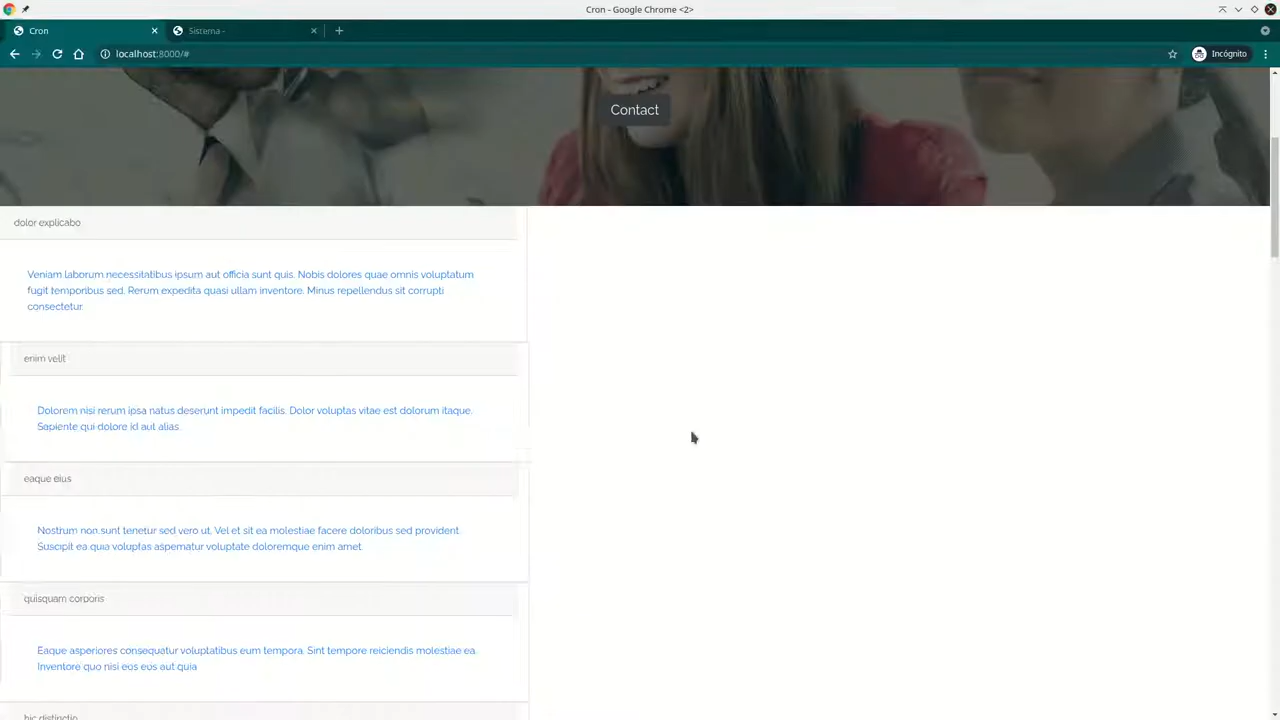 Cron - Google Chrome <2>
Cron
Sistema -
localhost:8000/#
Incógnito
Contact
dolor explicabo
Veniam laborum necessitatibus ipsum aut officia sunt quis. Nobis dolores quae omnis voluptatum
fugit temporibus sed. Rerum expedita quasi ullam inventore. Minus repellendus sit corrupti
consectetur.
enim velit
Dolorem nisi rerum ipsa natus deserunt impedit facilis. Dolor voluptas vitae est dolorum itaque.
Sapiente qui dolore id aut alias.
eaque eius
Nostrum non sunt tenetur sed vero ut. Vel et sit ea molestiae facere doloribus sed provident.
Suscipit ea quia voluptas aspernatur voluptate doloremque enim amet.
quisquam corporis
Eaque asperiores consequatur voluptatibus eum tempora. Sint tempore reiciendis molestiae ea.
Inventore quo nisi eos eos aut quia
hic distinctio